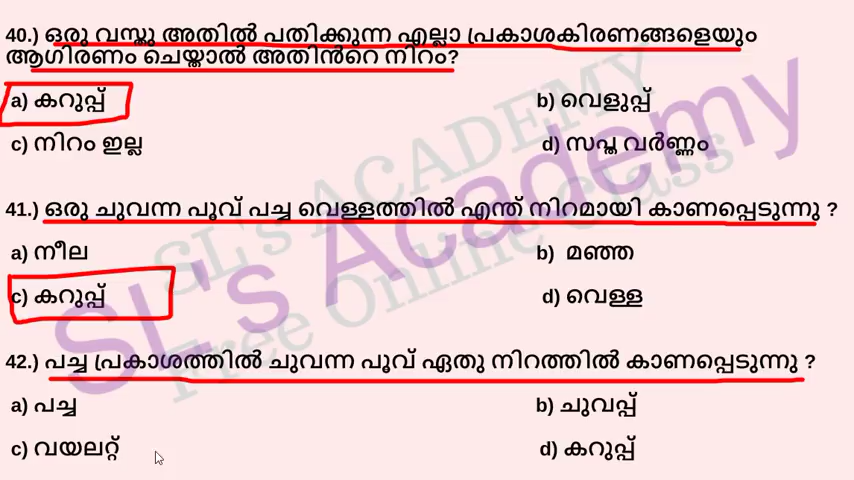 40.) ഒരു വസ്തു അതിൽ പതിക്കുന്ന എല്ലാ പ്രകാശകിരണങ്ങളെയും
ആഗിരണം ചെയ്താൽ അതിൻറെ നിറം?
a) കറുപ്പ്
b) വെളുപ്പ്
c) നിറം ഇല്ല
d) സപ്ത വർണ്ണം
41.) ഒരു ചുവന്ന പൂവ് പച്ച വെള്ളത്തിൽ എന്ത് നിറമായി കാണപ്പെടുന്നു ?
a) നീല
b) മഞ്ഞ
c) കറുപ്പ്
d) വെള്ള
42.) പച്ച പ്രകാശത്തിൽ ചുവന്ന പൂവ് ഏതു നിറത്തിൽ കാണപ്പെടുന്നു ?
a) പച്ച
b) ചുവപ്പ്
c) വയലറ്റ്
d) കറുപ്പ്
SL's Academy
SL's ACADEMY
Free Online Class